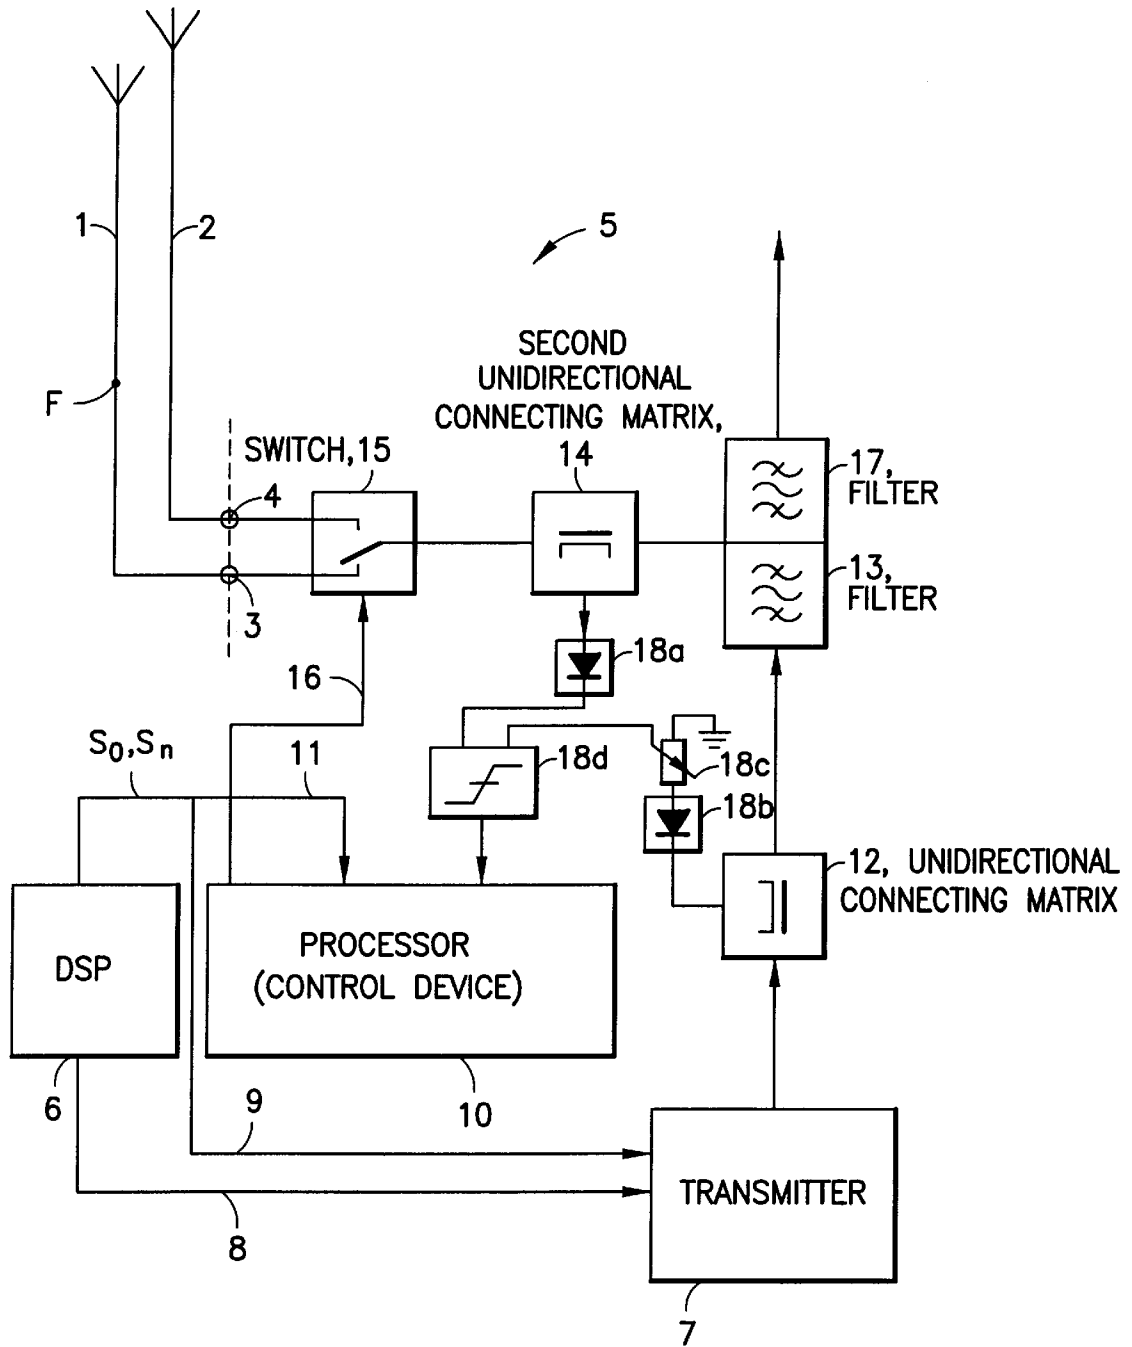 1
2
5
F
SECOND
UNIDIRECTIONAL
CONNECTING MATRIX,
14
SWITCH,15
4
3
17,
FILTER
13,
FILTER
16
18a
S0,Sn
11
18d
18c
18b
12, UNIDIRECTIONAL
CONNECTING MATRIX
DSP
PROCESSOR
(CONTROL DEVICE)
6
9
10
8
TRANSMITTER
7